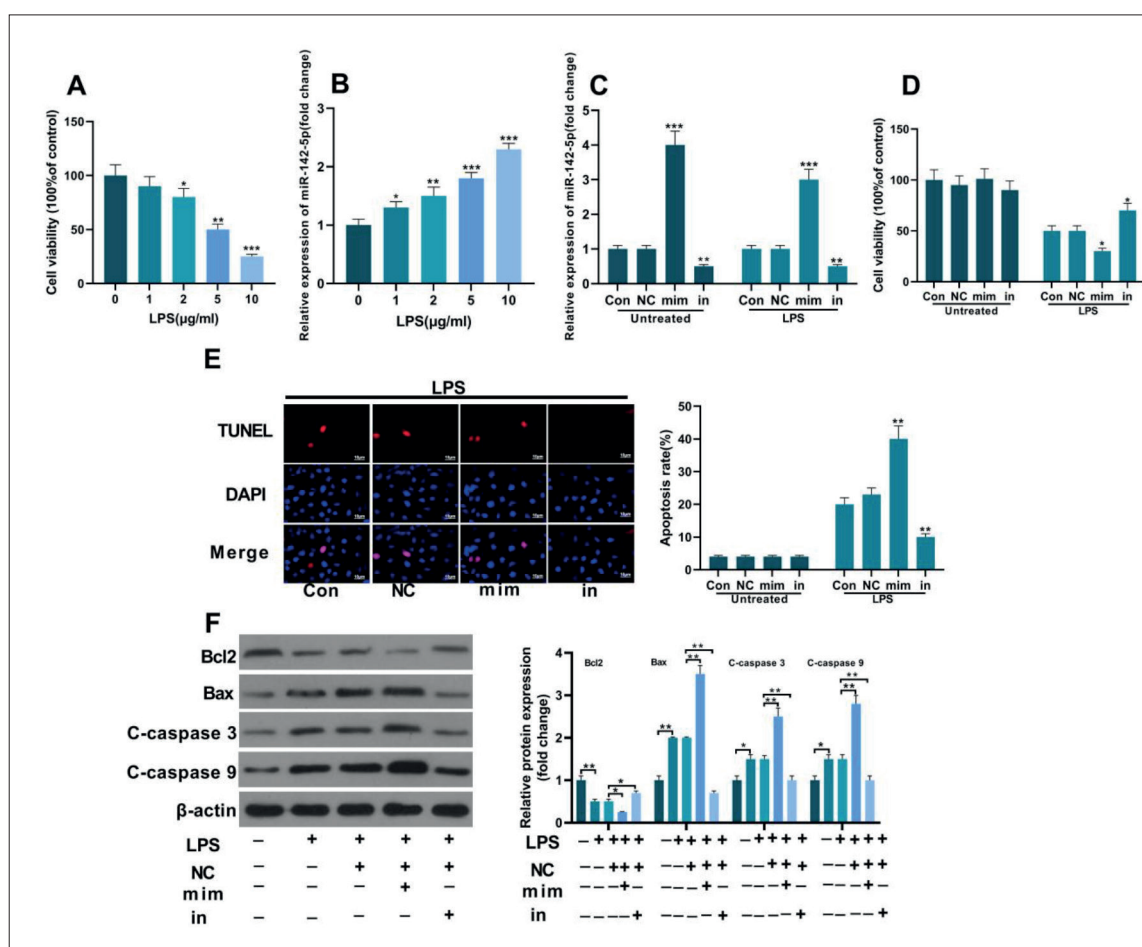 A
Cell viability (100%of control)
150
100
50
0
0 1 2 5 10
* ** ***
LPS(µg/ml)
B
Relative expression of miR-142-5p(fold change)
3
2
1
0
* ** *** ***
0 1 2 5 10
LPS(µg/ml)
C
Relative expression of miR-142-5p(fold change)
5
4
3
2
1
0
*** ** *** **
Con NC mim in Con NC mim in
Untreated LPS
D
Cell viability (100%of control)
150
100
50
0
* *
Con NC mim in Con NC mim in
Untreated LPS
E
LPS
TUNEL
DAPI
Merge
Con NC mim in
Apoptosis rate(%)
50
40
30
20
10
0
** **
Con NC mim in Con NC mim in
Untreated LPS
F
Bcl2
Bax
C-caspase 3
C-caspase 9
β-actin
LPS − + + + +
NC − − + + +
mim − − − + −
in − − − − +
Relative protein expression
(fold change)
4
3
2
1
0
Bcl2 Bax C-caspase 3 C-caspase 9
** * * ** ** ** * ** ** * ** **
LPS −++++ −++++ −++++ −++++
NC −−+++ −−+++ −−+++ −−+++
mim −−−+ −−−+ −−−+ −−−+
in −−−−+ −−−−+ −−−−+ −−−−+